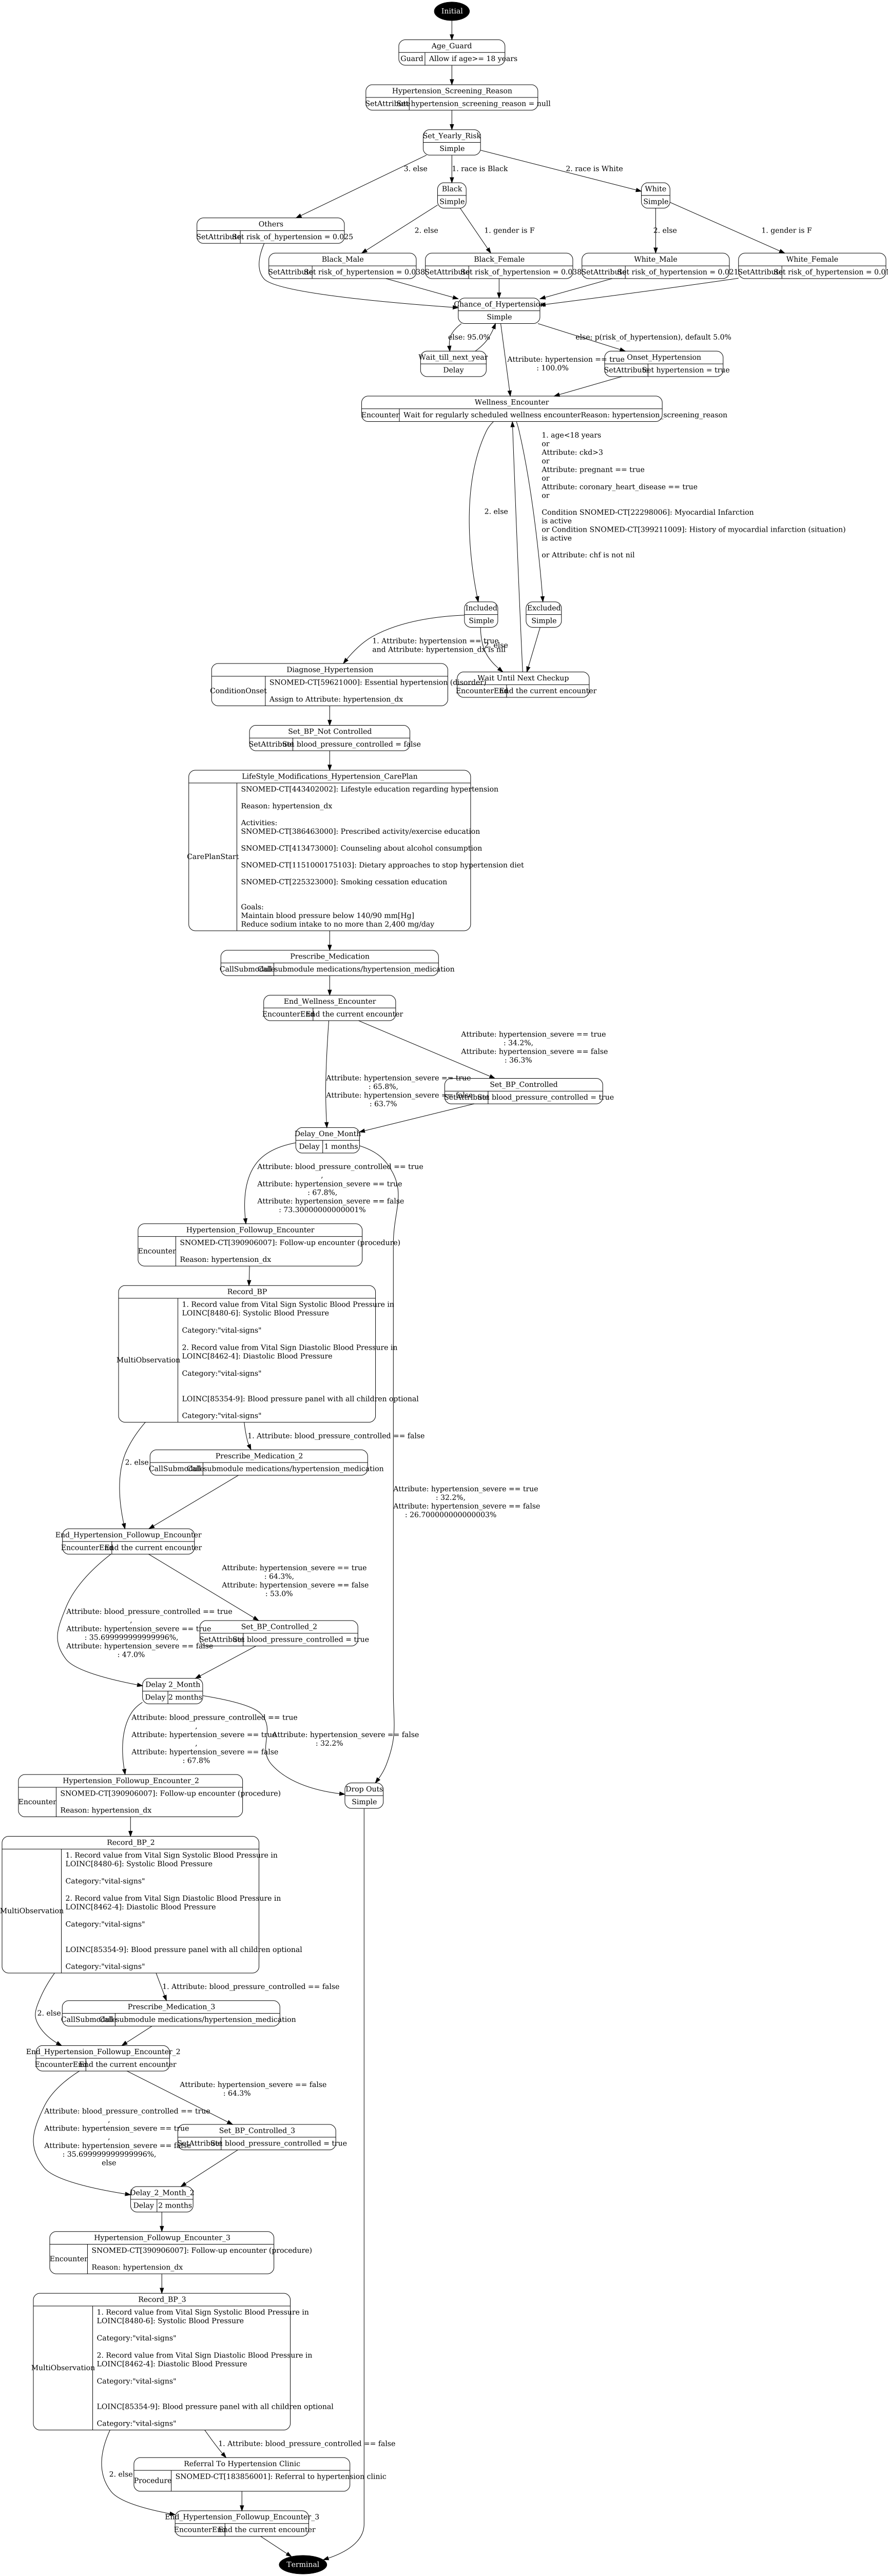 Initial
Age_Guard
Guard Allow if age>= 18 years
Hypertension_Screening_Reason
SetAttribute Set hypertension_screening_reason = null
Set_Yearly_Risk
Simple
3. else
1. race is Black
2. race is White
Black
Simple
White
Simple
Others
SetAttribute Set risk_of_hypertension = 0.025
2. else
1. gender is F
2. else
1. gender is F
Black_Male
SetAttribute Set risk_of_hypertension = 0.038
Black_Female
SetAttribute Set risk_of_hypertension = 0.038
White_Male
SetAttribute Set risk_of_hypertension = 0.021
White_Female
SetAttribute Set risk_of_hypertension =
Chance_of_Hypertension
Simple
else: 95.0%
else: p(risk_of_hypertension), default 5.0%
Wait_till_next_year
Delay
Attribute: hypertension == true
: 100.0%
Onset_Hypertension
SetAttribute Set hypertension = true
Wellness_Encounter
Encounter Wait for regularly scheduled wellness encounterReason: hypertension_screening_reason
1. age<18 years
or
Attribute: ckd>3
or
Attribute: pregnant == true
or
Attribute: coronary_heart_disease == true
or
2. else
Condition SNOMED-CT[22298006]: Myocardial Infarction
is active
or Condition SNOMED-CT[399211009]: History of myocardial infarction (situation)
is active
or Attribute: chf is not nil
Included
Simple
Excluded
Simple
1. Attribute: hypertension == true
and Attribute: hypertension_dx is nil
2. else
Diagnose_Hypertension
ConditionOnset
SNOMED-CT[59621000]: Essential hypertension (disorder)
Assign to Attribute: hypertension_dx
Wait Until Next Checkup
EncounterEnd End the current encounter
Set_BP_Not Controlled
SetAttribute Set blood_pressure_controlled = false
LifeStyle_Modifications_Hypertension_CarePlan
CarePlanStart
SNOMED-CT[443402002]: Lifestyle education regarding hypertension
Reason: hypertension_dx
Activities:
SNOMED-CT[386463000]: Prescribed activity/exercise education
SNOMED-CT[413473000]: Counseling about alcohol consumption
SNOMED-CT[1151000175103]: Dietary approaches to stop hypertension diet
SNOMED-CT[225323000]: Smoking cessation education
Goals:
Maintain blood pressure below 140/90 mm[Hg]
Reduce sodium intake to no more than 2,400 mg/day
Prescribe_Medication
CallSubmodule Call submodule medications/hypertension_medication
End_Wellness_Encounter
EncounterEnd End the current encounter
Attribute: hypertension_severe == true
: 34.2%,
Attribute: hypertension_severe == false
: 36.3%
Attribute: hypertension_severe == true
: 65.8%,
Attribute: hypertension_severe == false
: 63.7%
Set_BP_Controlled
SetAttribute Set blood_pressure_controlled = true
Delay_One_Month
Delay 1 months
Attribute: blood_pressure_controlled == true
,
Attribute: hypertension_severe == true
: 67.8%,
Attribute: hypertension_severe == false
: 73.30000000000001%
Hypertension_Followup_Encounter
Encounter
SNOMED-CT[390906007]: Follow-up encounter (procedure)
Reason: hypertension_dx
Record_BP
MultiObservation
1. Record value from Vital Sign Systolic Blood Pressure in
LOINC[8480-6]: Systolic Blood Pressure
Category:"vital-signs"
2. Record value from Vital Sign Diastolic Blood Pressure in
LOINC[8462-4]: Diastolic Blood Pressure
Category:"vital-signs"
LOINC[85354-9]: Blood pressure panel with all children optional
Category:"vital-signs"
1. Attribute: blood_pressure_controlled == false
2. else
Prescribe_Medication_2
CallSubmodule Call submodule medications/hypertension_medication
Attribute: hypertension_severe == true
: 32.2%,
Attribute: hypertension_severe == false
: 26.700000000000003%
End_Hypertension_Followup_Encounter
EncounterEnd End the current encounter
Attribute: hypertension_severe == true
: 64.3%,
Attribute: hypertension_severe == false
: 53.0%
Attribute: blood_pressure_controlled == true
,
Attribute: hypertension_severe == true
: 35.699999999999996%,
Attribute: hypertension_severe == false
: 47.0%
Set_BP_Controlled_2
SetAttribute Set blood_pressure_controlled = true
Delay 2_Month
Delay 2 months
Attribute: blood_pressure_controlled == true
,
Attribute: hypertension_severe == true
,
Attribute: hypertension_severe == false
: 67.8%
Attribute: hypertension_severe == false
: 32.2%
Hypertension_Followup_Encounter_2
Encounter
SNOMED-CT[390906007]: Follow-up encounter (procedure)
Reason: hypertension_dx
Drop Outs
Simple
Record_BP_2
MultiObservation
1. Record value from Vital Sign Systolic Blood Pressure in
LOINC[8480-6]: Systolic Blood Pressure
Category:"vital-signs"
2. Record value from Vital Sign Diastolic Blood Pressure in
LOINC[8462-4]: Diastolic Blood Pressure
Category:"vital-signs"
LOINC[85354-9]: Blood pressure panel with all children optional
Category:"vital-signs"
1. Attribute: blood_pressure_controlled == false
2. else
Prescribe_Medication_3
CallSubmodule Call submodule medications/hypertension_medication
End_Hypertension_Followup_Encounter_2
EncounterEnd End the current encounter
Attribute: hypertension_severe == false
: 64.3%
Attribute: blood_pressure_controlled == true
,
Attribute: hypertension_severe == true
,
Attribute: hypertension_severe == false
: 35.699999999999996%,
else
Set_BP_Controlled_3
SetAttribute Set blood_pressure_controlled = true
Delay_2_Month_2
Delay 2 months
Hypertension_Followup_Encounter_3
Encounter
SNOMED-CT[390906007]: Follow-up encounter (procedure)
Reason: hypertension_dx
Record_BP_3
MultiObservation
1. Record value from Vital Sign Systolic Blood Pressure in
LOINC[8480-6]: Systolic Blood Pressure
Category:"vital-signs"
2. Record value from Vital Sign Diastolic Blood Pressure in
LOINC[8462-4]: Diastolic Blood Pressure
Category:"vital-signs"
LOINC[85354-9]: Blood pressure panel with all children optional
Category:"vital-signs"
1. Attribute: blood_pressure_controlled == false
2. else
Referral To Hypertension Clinic
Procedure
SNOMED-CT[183856001]: Referral to hypertension clinic
End_Hypertension_Followup_Encounter_3
EncounterEnd End the current encounter
Terminal